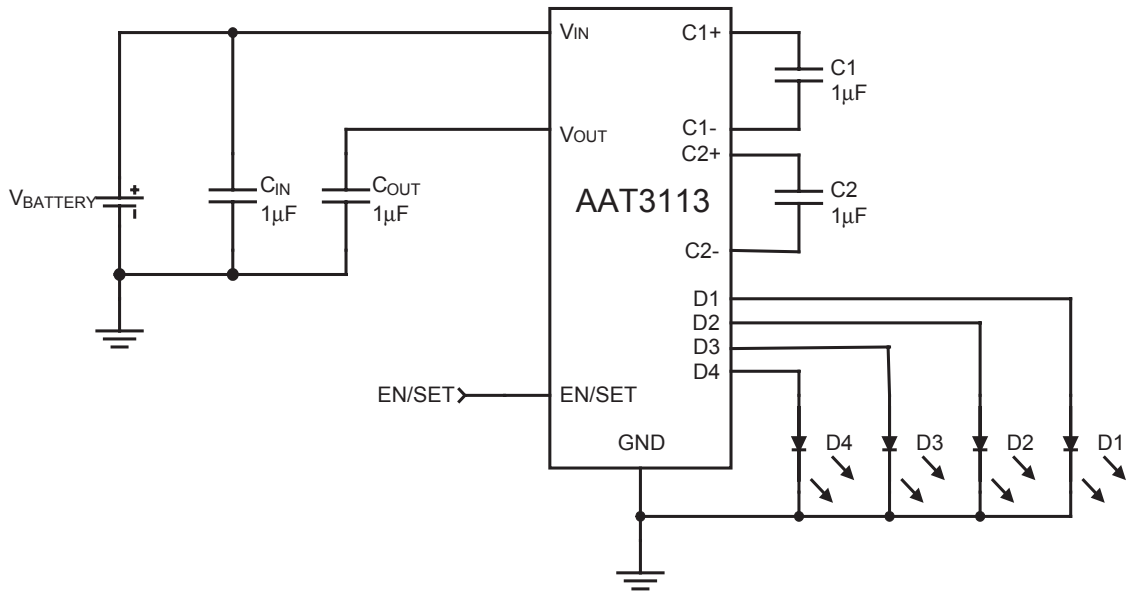 VIN
C1+
C1
1µF
VOUT
C1-
C2+
VBATTERY
+
-
CIN
1µF
COUT
1µF
AAT3113
C2
1µF
C2-
D1
D2
D3
D4
EN/SET
EN/SET
GND
D4
D3
D2
D1